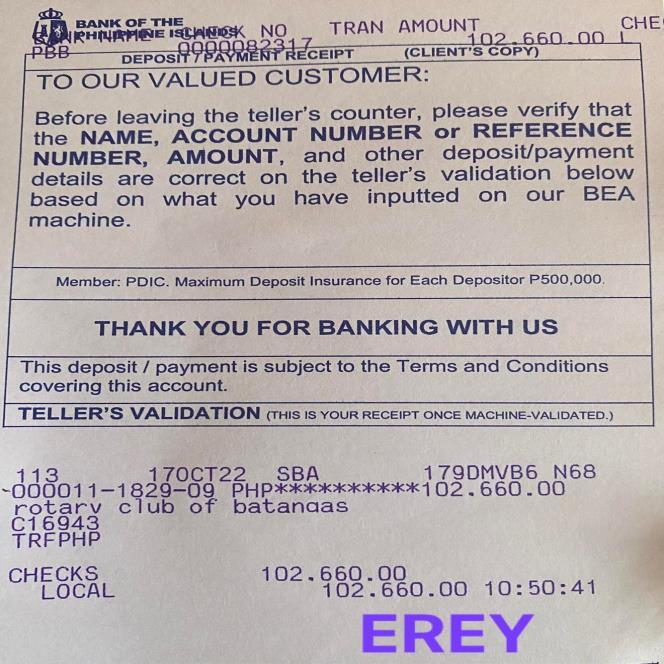 BANK OF THE
PHILIPPINE ISLANDS
BANK NAME CHECK NO TRAN AMOUNT CHE
PBB 0000082317 102.660.00 L
DEPOSIT/PAYMENT RECEIPT (CLIENT'S COPY)
TO OUR VALUED CUSTOMER:
Before leaving the teller's counter, please verify that
the NAME, ACCOUNT NUMBER or REFERENCE
NUMBER, AMOUNT, and other deposit/payment
details are correct on the teller's validation below
based on what you have inputted on our BEA
machine.
Member: PDIC. Maximum Deposit Insurance for Each Depositor P500,000.
THANK YOU FOR BANKING WITH US
This deposit / payment is subject to the Terms and Conditions
covering this account.
TELLER'S VALIDATION (THIS IS YOUR RECEIPT ONCE MACHINE-VALIDATED.)
113 17OCT22 SBA 179DMVB6 N68
-000011-1829-09 PHP**********102.660.00
rotary club of batangas
C16943
TRFPHP
CHECKS 102.660.00
LOCAL 102.660.00 10:50:41
EREY